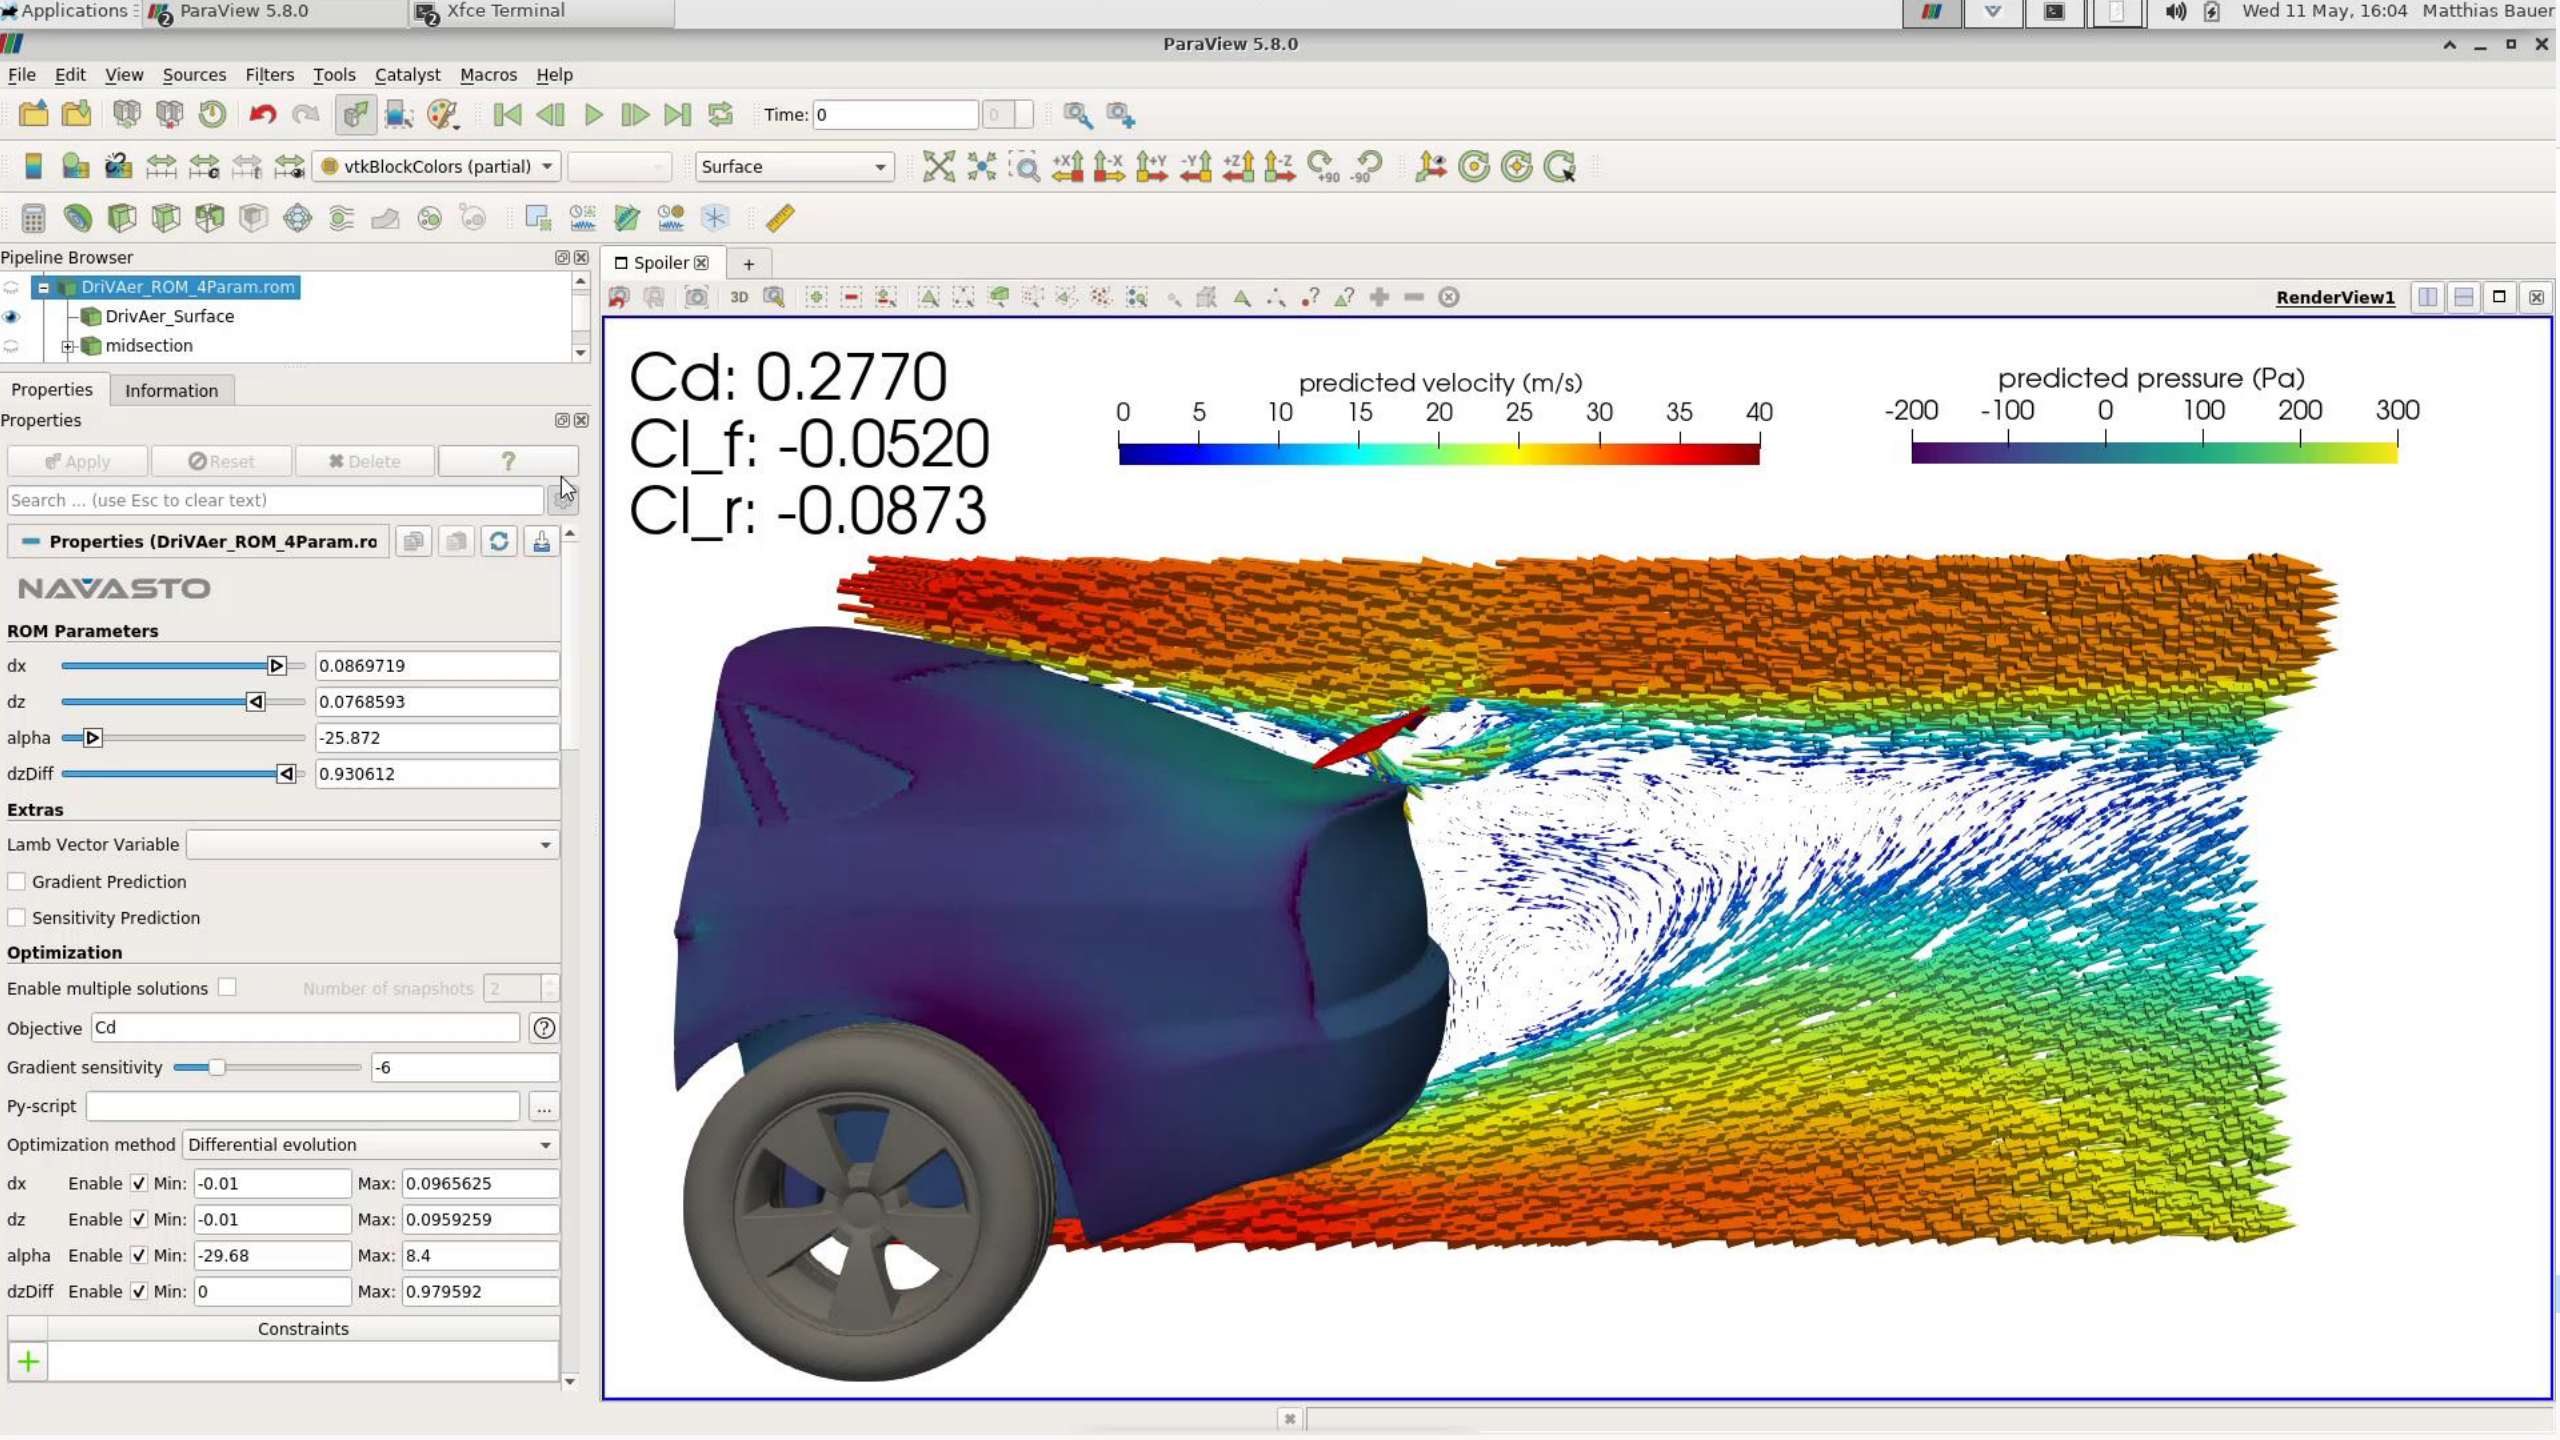 Applications
ParaView 5.8.0
Xfce Terminal
Wed 11 May, 16:04 Matthias Bauer
ParaView 5.8.0
File Edit View Sources Filters Tools Catalyst Macros Help
Time: 0
0
vtkBlockColors (partial)
Surface
+X -X +Y -Y +Z -Z +90 -90
Pipeline Browser
DriVAer_ROM_4Param.rom
DrivAer_Surface
midsection
Spoiler
+
3D
RenderView1
Properties Information
Properties
Apply Reset Delete ?
Search ... (use Esc to clear text)
Properties (DriVAer_ROM_4Param.ro
NAVASTO
ROM Parameters
dx 0.0869719
dz 0.0768593
alpha -25.872
dzDiff 0.930612
Extras
Lamb Vector Variable
Gradient Prediction
Sensitivity Prediction
Optimization
Enable multiple solutions Number of snapshots 2
Objective Cd ?
Gradient sensitivity -6
Py-script ...
Optimization method Differential evolution
dx Enable Min: -0.01 Max: 0.0965625
dz Enable Min: -0.01 Max: 0.0959259
alpha Enable Min: -29.68 Max: 8.4
dzDiff Enable Min: 0 Max: 0.979592
Constraints
Cd: 0.2770
Cl_f: -0.0520
Cl_r: -0.0873
predicted velocity (m/s)
0 5 10 15 20 25 30 35 40
predicted pressure (Pa)
-200 -100 0 100 200 300